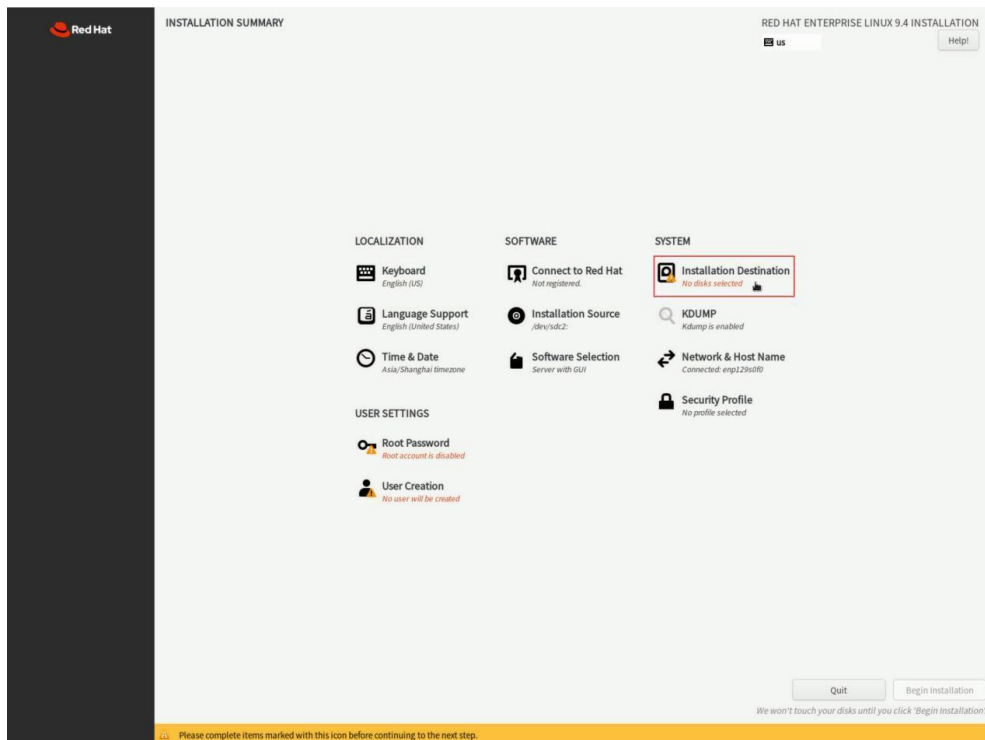 Red Hat
INSTALLATION SUMMARY
RED HAT ENTERPRISE LINUX 9.4 INSTALLATION
us
Help!
LOCALIZATION
Keyboard
English (US)
Language Support
English (United States)
Time & Date
Asia/Shanghai timezone
USER SETTINGS
Root Password
Root account is disabled
User Creation
No user will be created
SOFTWARE
Connect to Red Hat
Not registered.
Installation Source
/dev/sdc2:
Software Selection
Server with GUI
SYSTEM
Installation Destination
No disks selected
KDUMP
Kdump is enabled
Network & Host Name
Connected: enp129s0f0
Security Profile
No profile selected
Quit
Begin Installation
We won't touch your disks until you click 'Begin Installation'
Please complete items marked with this icon before continuing to the next step.